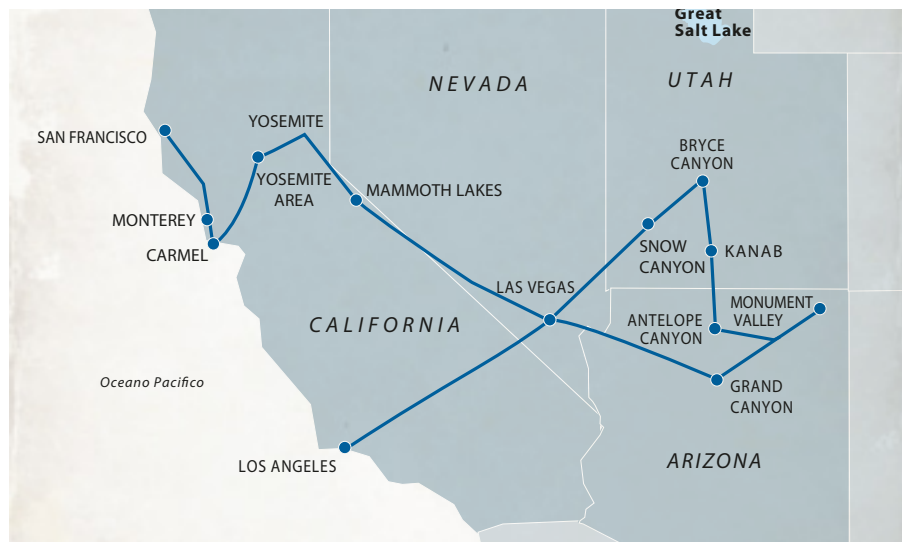 Great
Salt Lake
NEVADA
UTAH
YOSEMITE
SAN FRANCISCO
BRYCE
CANYON
YOSEMITE
AREA
MAMMOTH LAKES
MONTEREY
CARMEL
SNOW
CANYON
KANAB
LAS VEGAS
MONUMENT
VALLEY
CALIFORNIA
ANTELOPE
CANYON
Oceano Pacifico
GRAND
CANYON
LOS ANGELES
ARIZONA